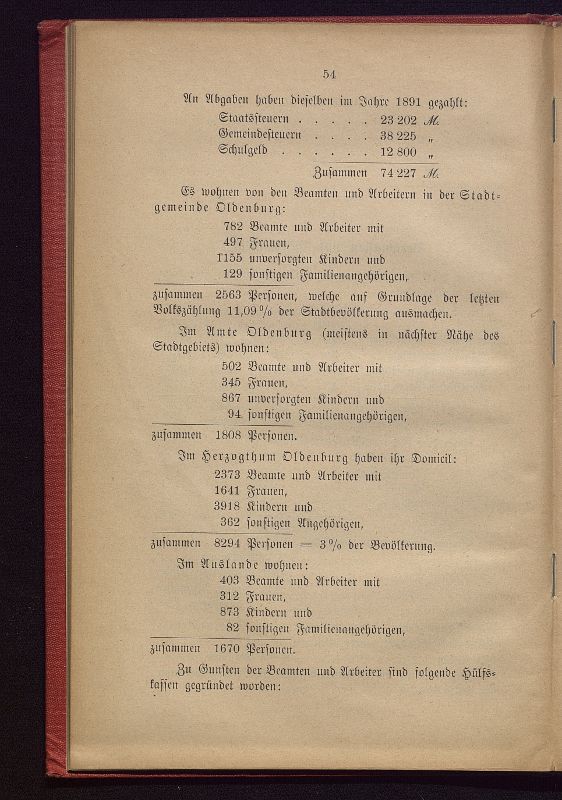 54
An Abgaben haben dieselben im Jahre 1891 gezahlt:
Staatssteuern . . . . . 23 202 M.
Gemeindesteuern . . . . 38 225 „
Schulgeld . . . . . . 12 800 „
Zusammen 74 227 M.
Es wohnen von den Beamten und Arbeitern in der Stadt-
gemeinde Oldenburg:
782 Beamte und Arbeiter mit
497 Frauen,
1155 unversorgten Kindern und
129 sonstigen Familienangehörigen,
zusammen 2563 Personen, welche auf Grundlage der letzten
Volkszählung 11,09 % der Stadtbevölkerung ausmachen.
Im Amte Oldenburg (meistens in nächster Nähe des
Stadtgebiets) wohnen:
502 Beamte und Arbeiter mit
345 Frauen,
867 unversorgten Kindern und
94 sonstigen Familienangehörigen,
zusammen 1808 Personen.
Im Herzogthum Oldenburg haben ihr Domicil:
2373 Beamte und Arbeiter mit
1641 Frauen,
3918 Kindern und
362 sonstigen Angehörigen,
zusammen 8294 Personen = 3 % der Bevölkerung.
Im Auslande wohnen:
403 Beamte und Arbeiter mit
312 Frauen,
873 Kindern und
82 sonstigen Familienangehörigen,
zusammen 1670 Personen.
Zu Gunsten der Beamten und Arbeiter sind folgende Hülfs-
kassen gegründet worden: